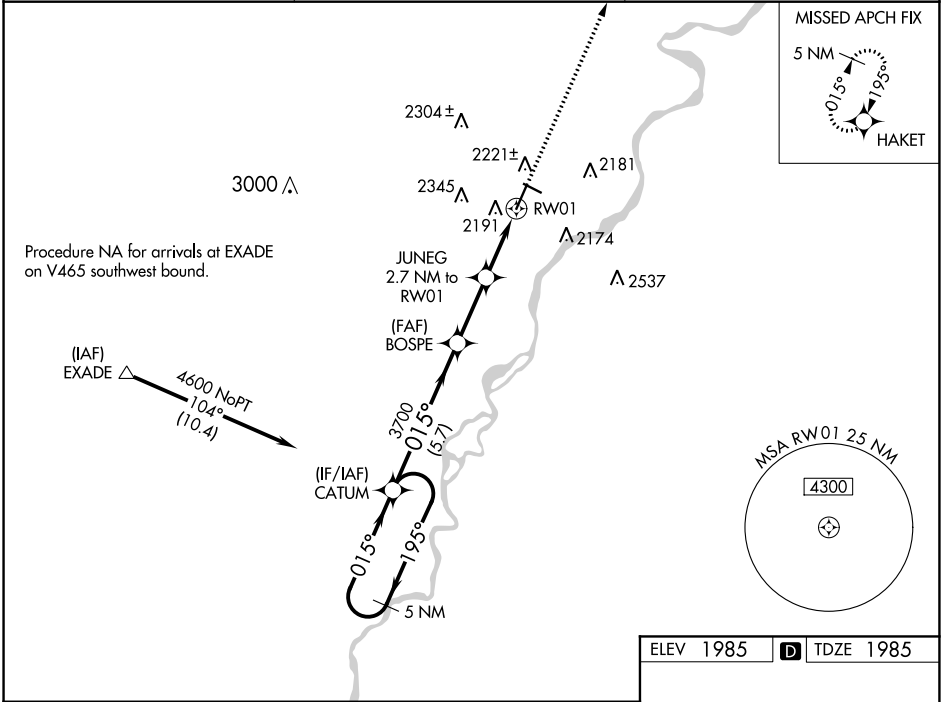 MISSED APCH FIX
5 NM
015°
195°
HAKET
2304±
2221±
2181
3000
2345
RW01
2191
2174
Procedure NA for arrivals at EXADE
on V465 southwest bound.
JUNEG
2.7 NM to
RW01
2537
(FAF)
BOSPE
(IAF)
EXADE
4600 NoPT
104°
(10.4)
3700
015°
(5.7)
(IF/IAF)
CATUM
015°
195°
5 NM
MSA RW01 25 NM
4300
ELEV 1985 D TDZE 1985